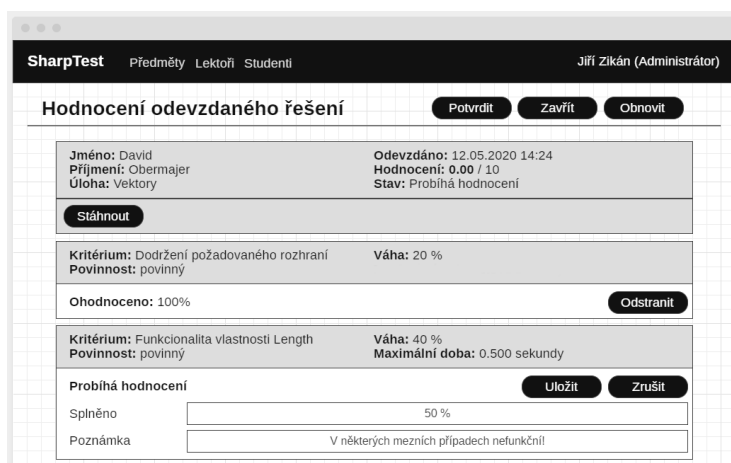 SharpTest Předměty Lektoři Studenti Jiří Zikán (Administrátor)
Hodnocení odevzdaného řešení Potvrdit Zavřít Obnovit
Jméno: David Odevzdáno: 12.05.2020 14:24
Příjmení: Obermajer Hodnocení: 0.00 / 10
Úloha: Vektory Stav: Probíhá hodnocení
Stáhnout
Kritérium: Dodržení požadovaného rozhraní Váha: 20 %
Povinnost: povinný
Ohodnoceno: 100% Odstranit
Kritérium: Funkcionalita vlastnosti Length Váha: 40 %
Povinnost: povinný Maximální doba: 0.500 sekundy
Probíhá hodnocení Uložit Zrušit
Splněno 50 %
Poznámka V některých mezních případech nefunkční!